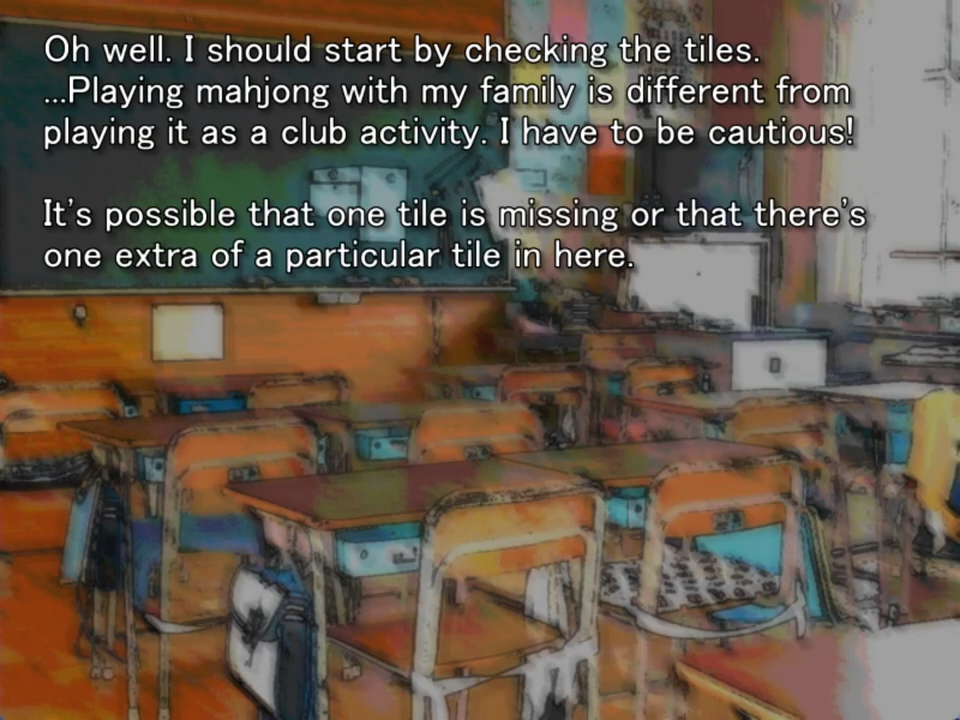 Oh well. I should start by checking the tiles.
...Playing mahjong with my family is different from
playing it as a club activity. I have to be cautious!
It's possible that one tile is missing or that there's
one extra of a particular tile in here.